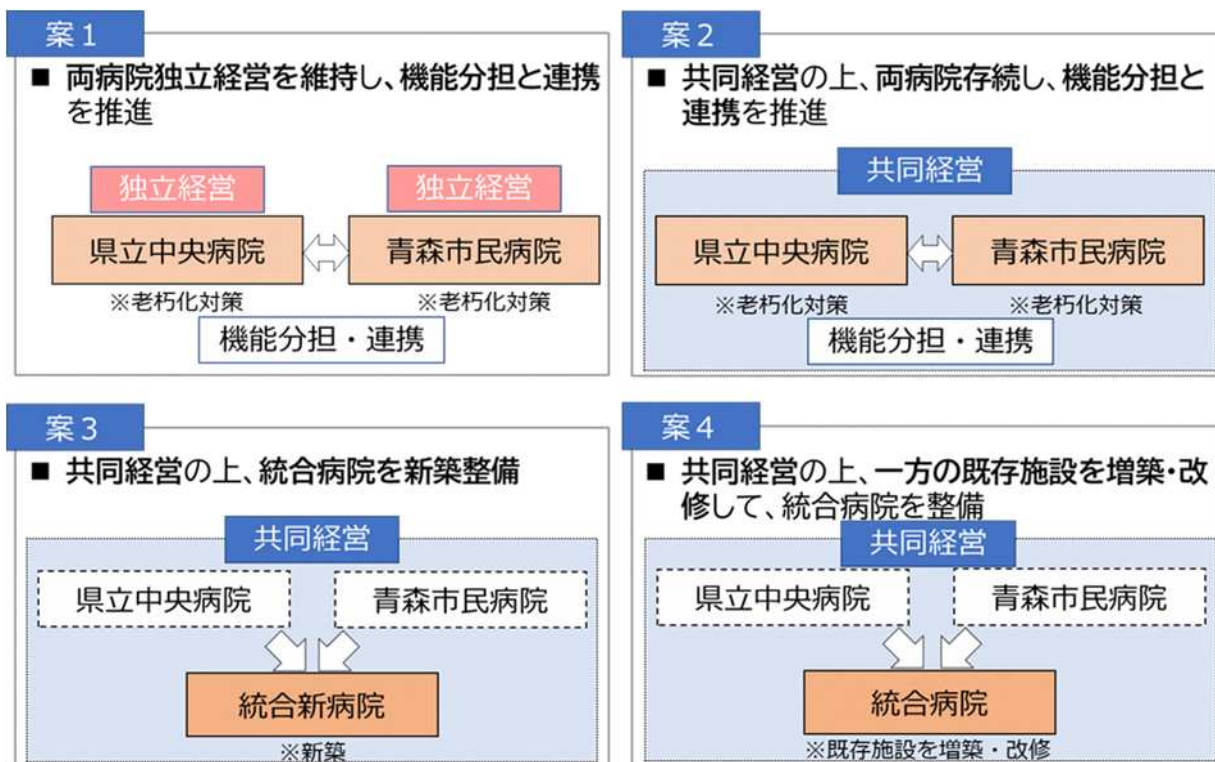 案1
■ 両病院独立経営を維持し、機能分担と連携
を推進
独立経営
独立経営
県立中央病院
青森市民病院
※老朽化対策
※老朽化対策
機能分担・連携
案2
■ 共同経営の上、両病院存続し、機能分担と
連携を推進
共同経営
県立中央病院
青森市民病院
※老朽化対策
※老朽化対策
機能分担・連携
案3
■ 共同経営の上、統合病院を新築整備
共同経営
県立中央病院
青森市民病院
統合新病院
※新築
案4
■ 共同経営の上、一方の既存施設を増築・改
修して、統合病院を整備
共同経営
県立中央病院
青森市民病院
統合病院
※既存施設を増築・改修